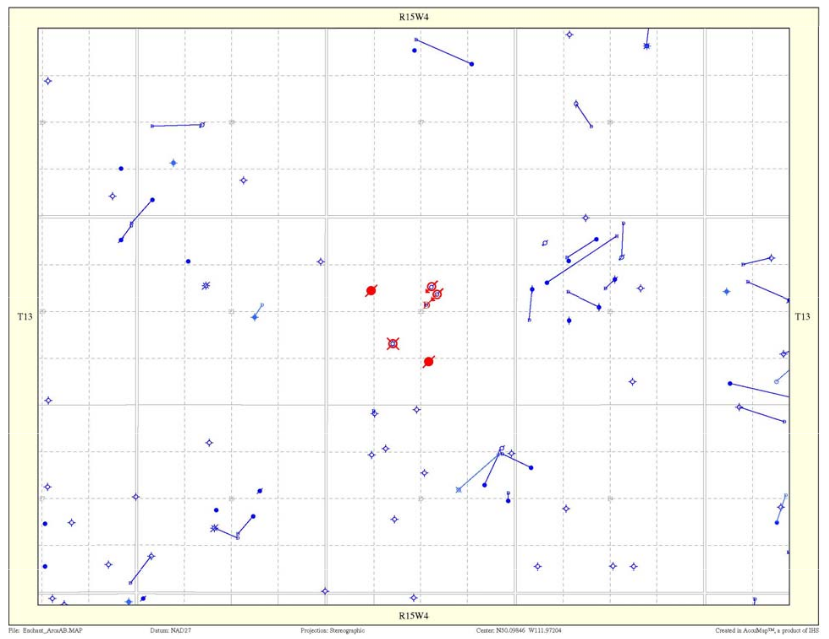 R15W4
T13 T13
R15W4
File: Enchant_ArcsAB.MAP Datum: NAD27 Projection: Stereographic Center: N50.09846 W111.97204 Created in AccuMap™, a product of IHS